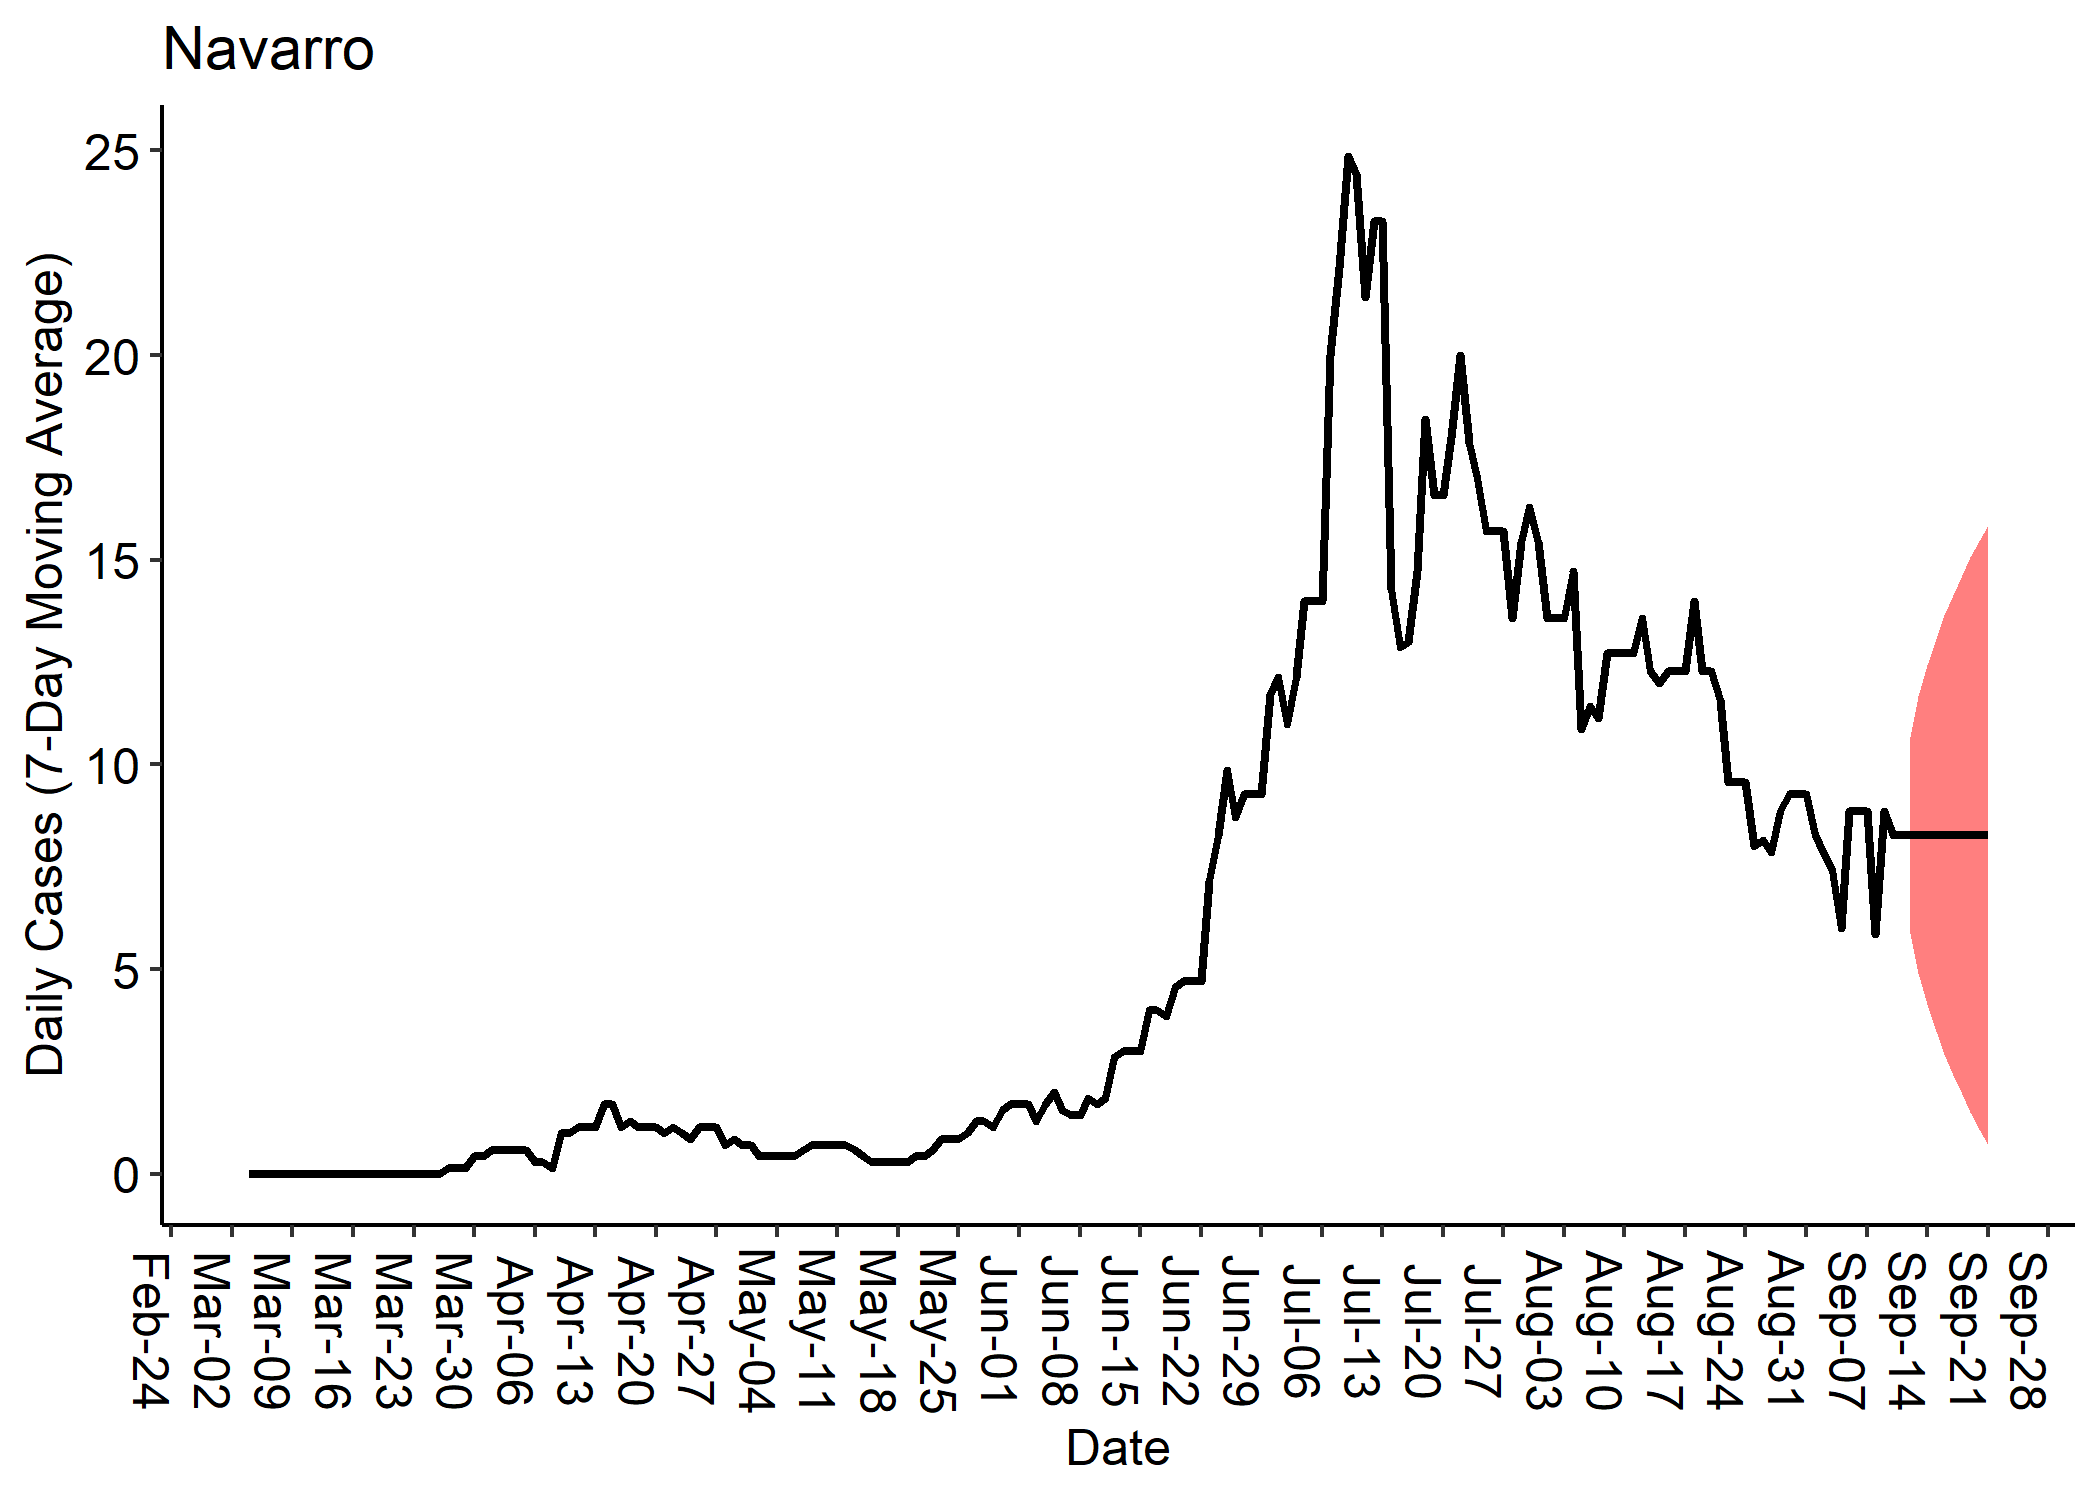 Navarro
Daily Cases (7-Day Moving Average)
25
20
15
10
5
0
Feb-24
Mar-02
Mar-09
Mar-16
Mar-23
Mar-30
Apr-06
Apr-13
Apr-20
Apr-27
May-04
May-11
May-18
May-25
Jun-01
Jun-08
Jun-15
Jun-22
Jun-29
Jul-06
Jul-13
Jul-20
Jul-27
Aug-03
Aug-10
Aug-17
Aug-24
Aug-31
Sep-07
Sep-14
Sep-21
Sep-28
Date